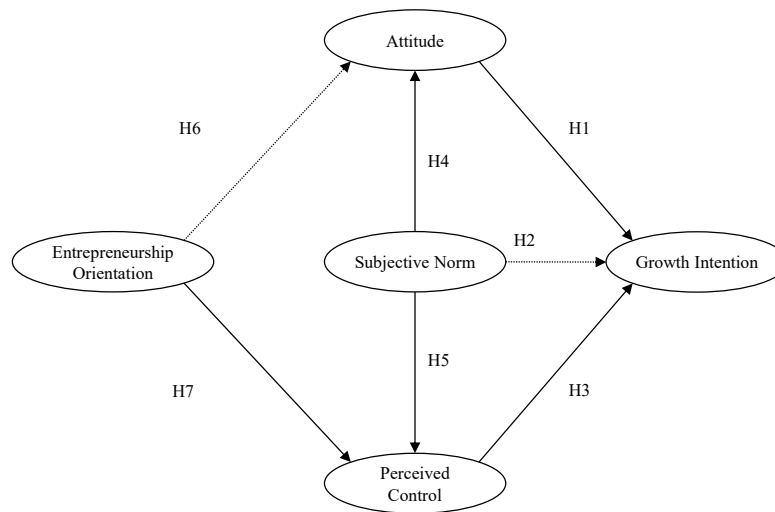 Attitude
H6
H1
H4
Entrepreneurship
Orientation
Subjective Norm
H2
Growth Intention
H5
H7
H3
Perceived
Control